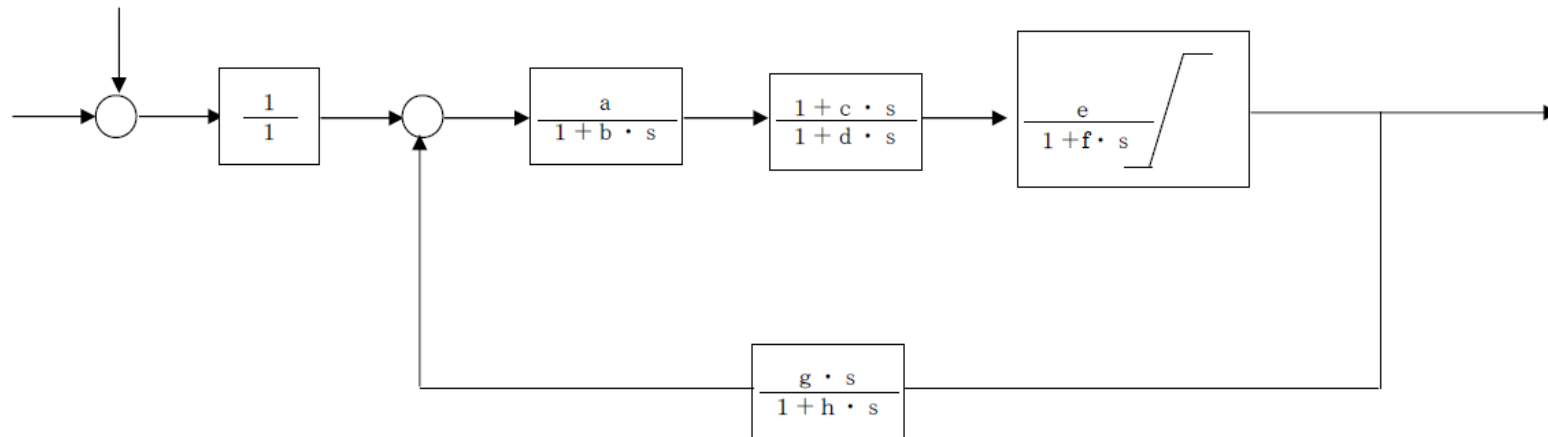 1
1
a
1 + b · s
1 + c · s
1 + d · s
e
1 + f · s
g · s
1 + h · s